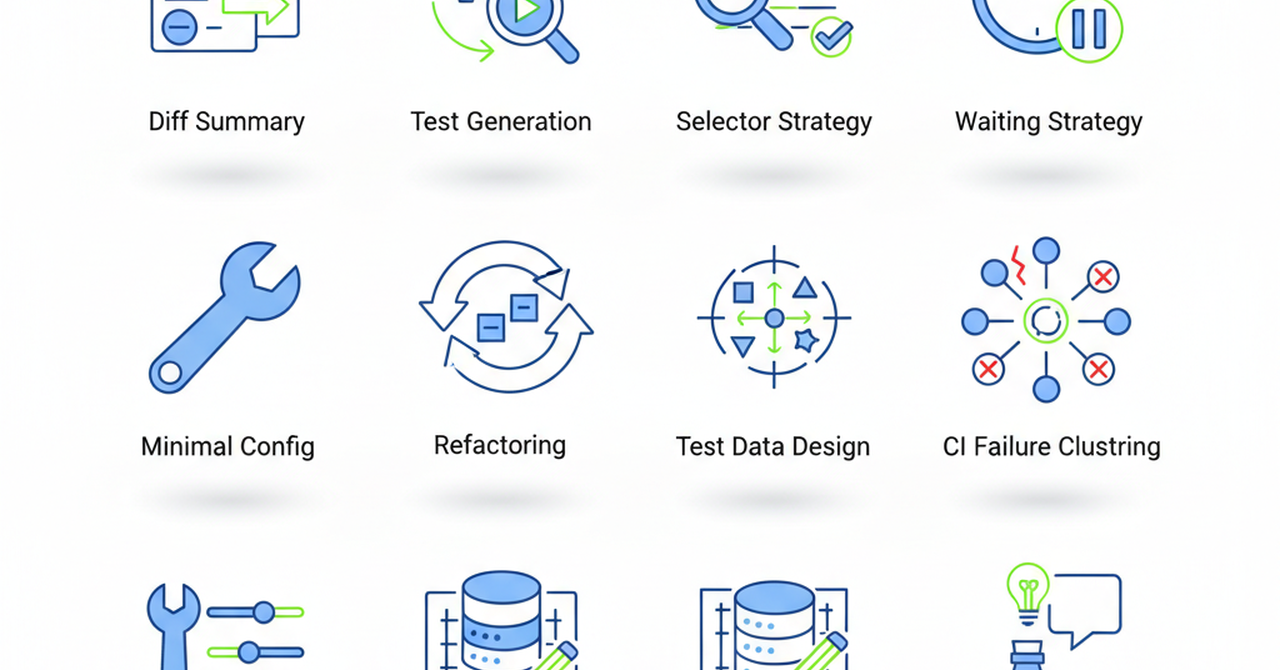 Diff Summary
Test Generation
Selector Strategy
Waiting Strategy
Minimal Config
Refactoring
Test Data Design
CI Failure Clustring